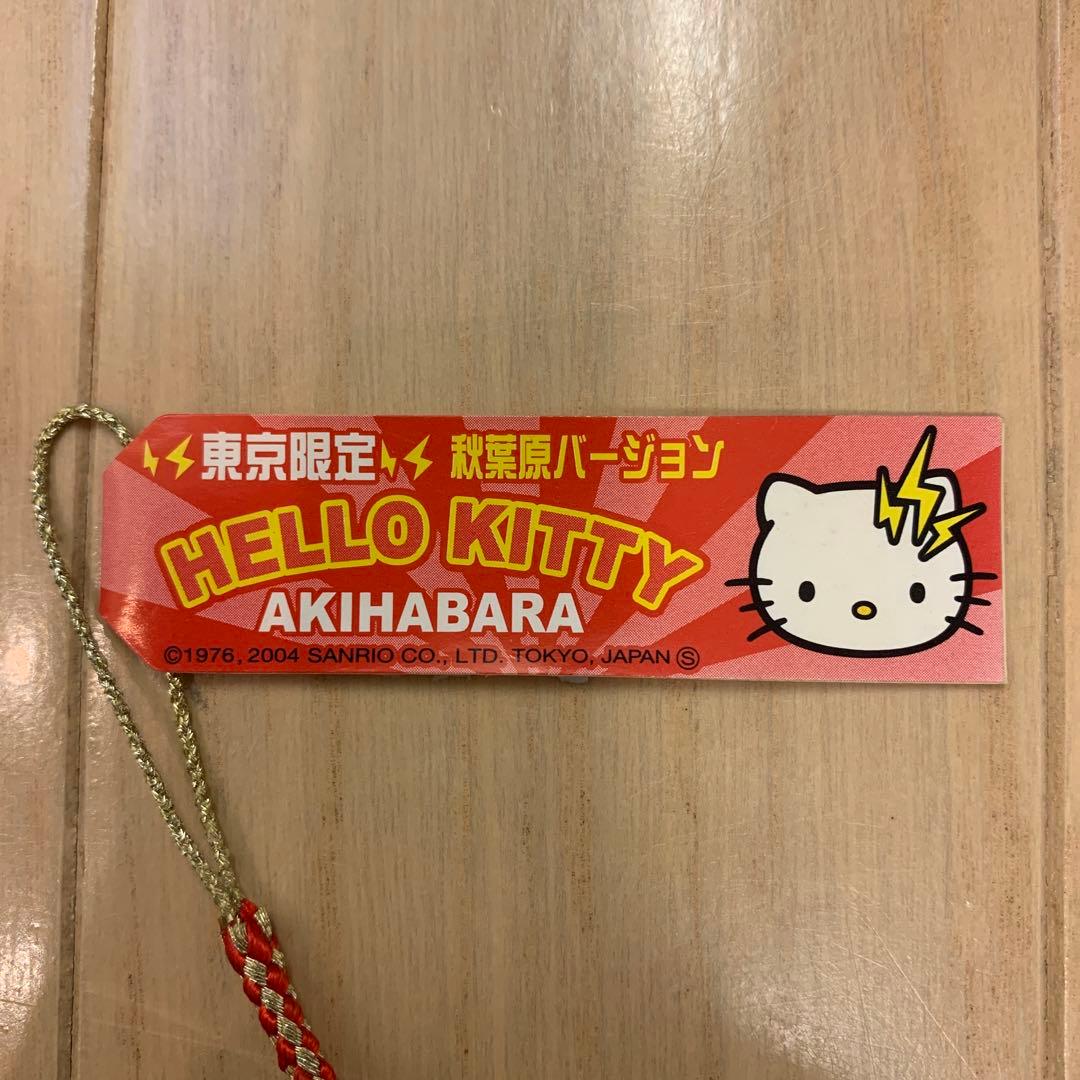 東京限定 秋葉原バージョン
HELLO KITTY
AKIHABARA
©1976, 2004 SANRIO CO., LTD. TOKYO, JAPAN Ⓢ